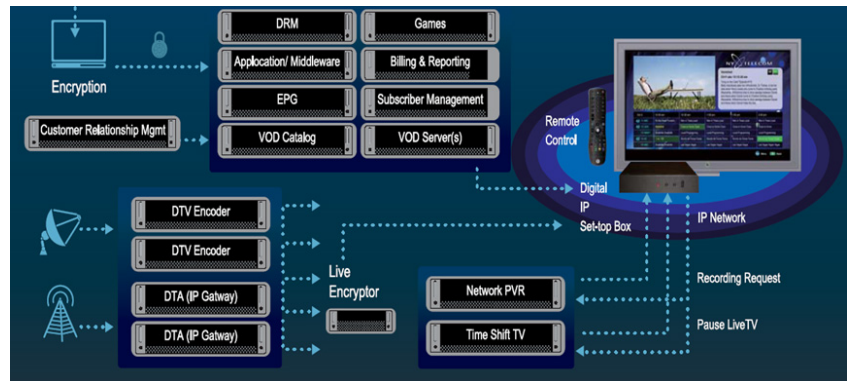 DRM
Games
Applocation/ Middleware
Billing & Reporting
Encryption
EPG
Subscriber Management
Customer Relationship Mgmt
VOD Catalog
VOD Server(s)
Remote
Control
TELECOM
Digital
IP
Set-top Box
IP Network
DTV Encoder
DTV Encoder
DTA (IP Gatway)
DTA (IP Gatway)
Live
Encryptor
Network PVR
Time Shift TV
Recording Request
Pause LiveTV